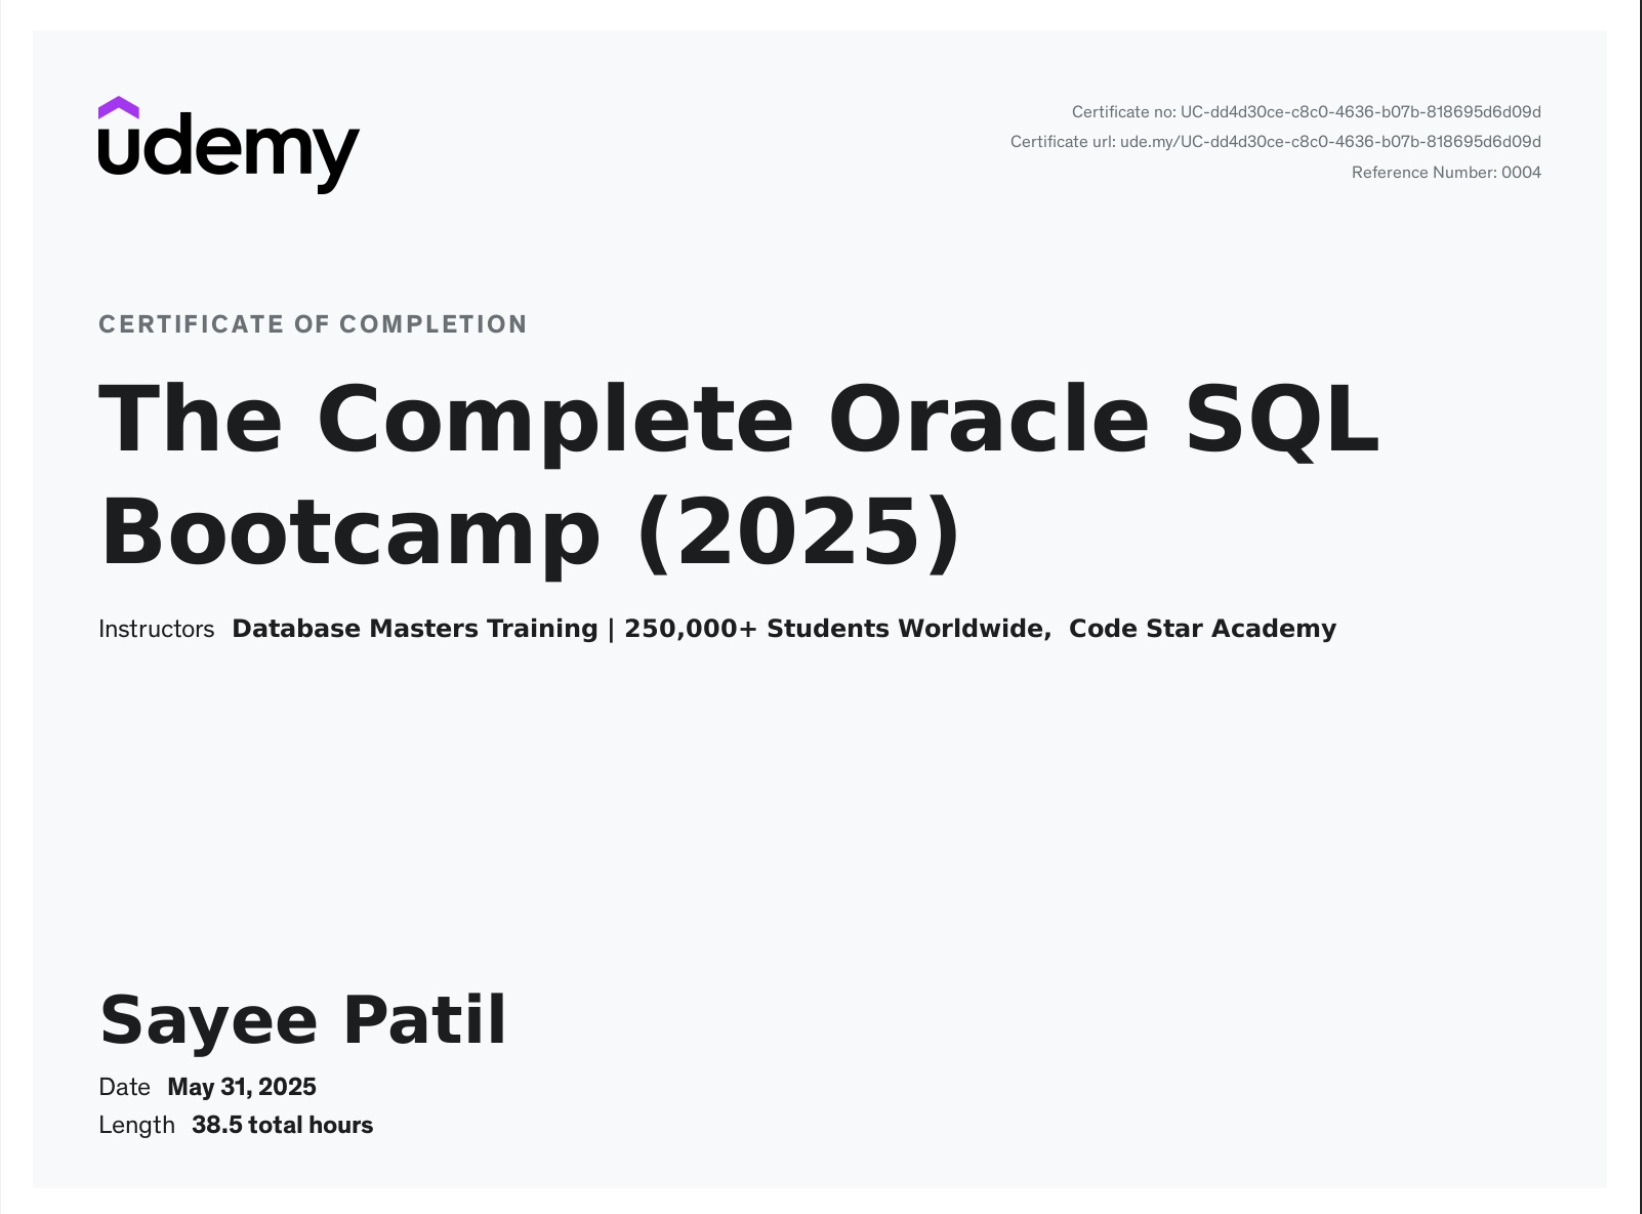 udemy
Certificate no: UC-dd4d30ce-c8c0-4636-b07b-818695d6d09d
Certificate url: ude.my/UC-dd4d30ce-c8c0-4636-b07b-818695d6d09d
Reference Number: 0004
CERTIFICATE OF COMPLETION
The Complete Oracle SQL
Bootcamp (2025)
Instructors Database Masters Training | 250,000+ Students Worldwide, Code Star Academy
Sayee Patil
Date May 31, 2025
Length 38.5 total hours